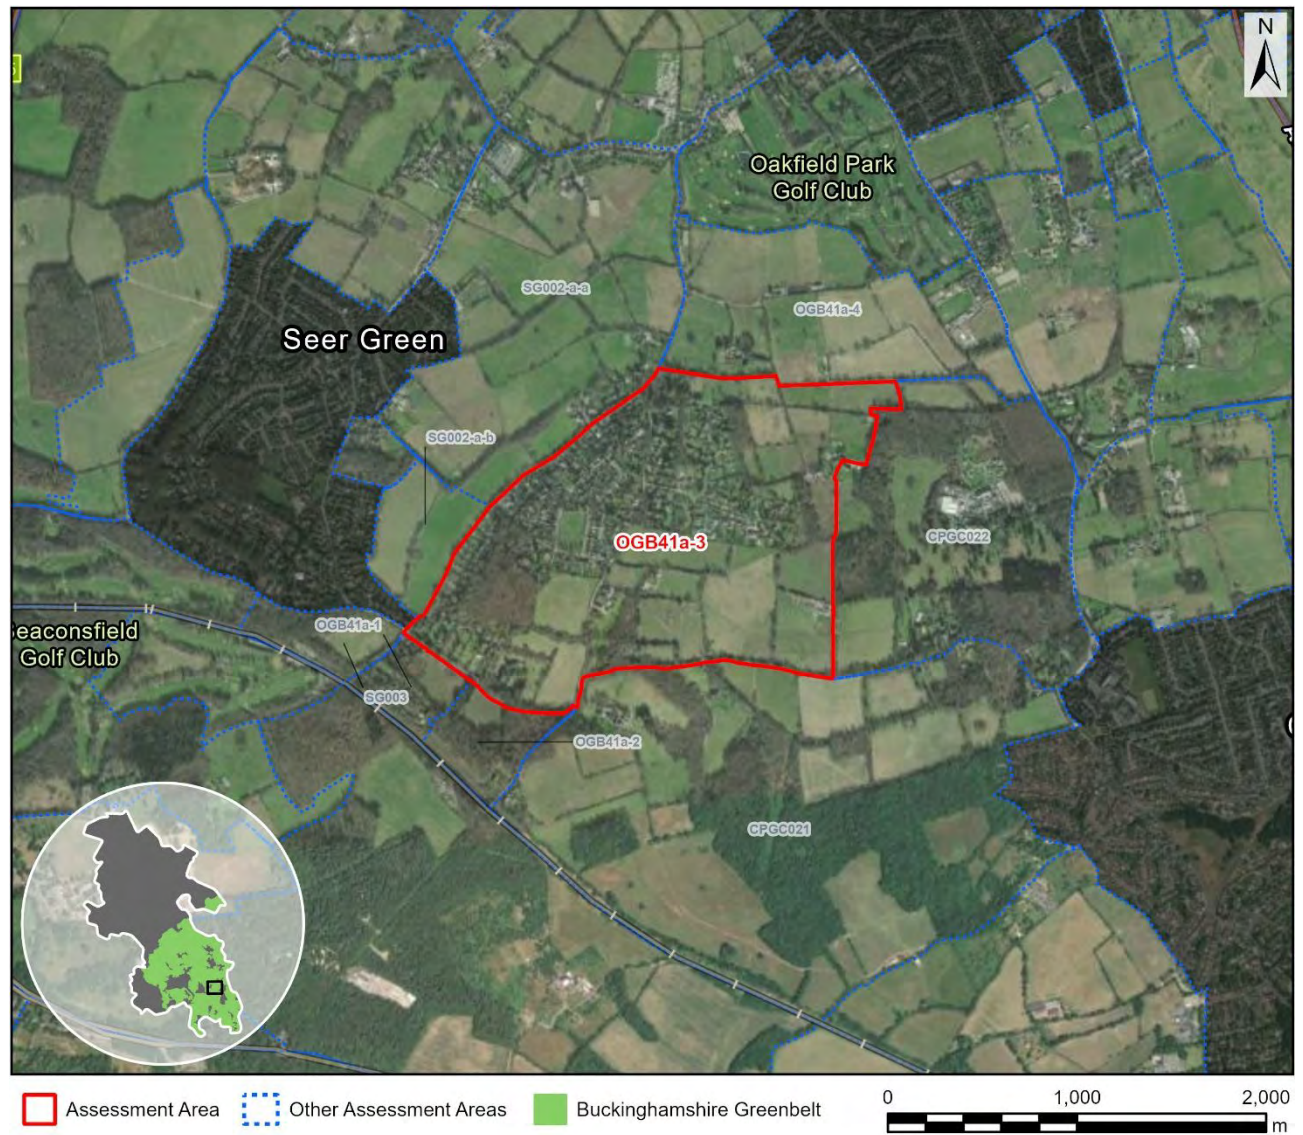 N
Oakfield Park
Golf Club
SG002-a-a
OGB41a-4
Seer Green
SG002-a-b
OGB41a-3
CPGC022
OGB41a-1
eaconsfield
Golf Club
SG003
OGB41a-2
CPGC021
Assessment Area
Other Assessment Areas
Buckinghamshire Greenbelt
0 1,000 2,000
m